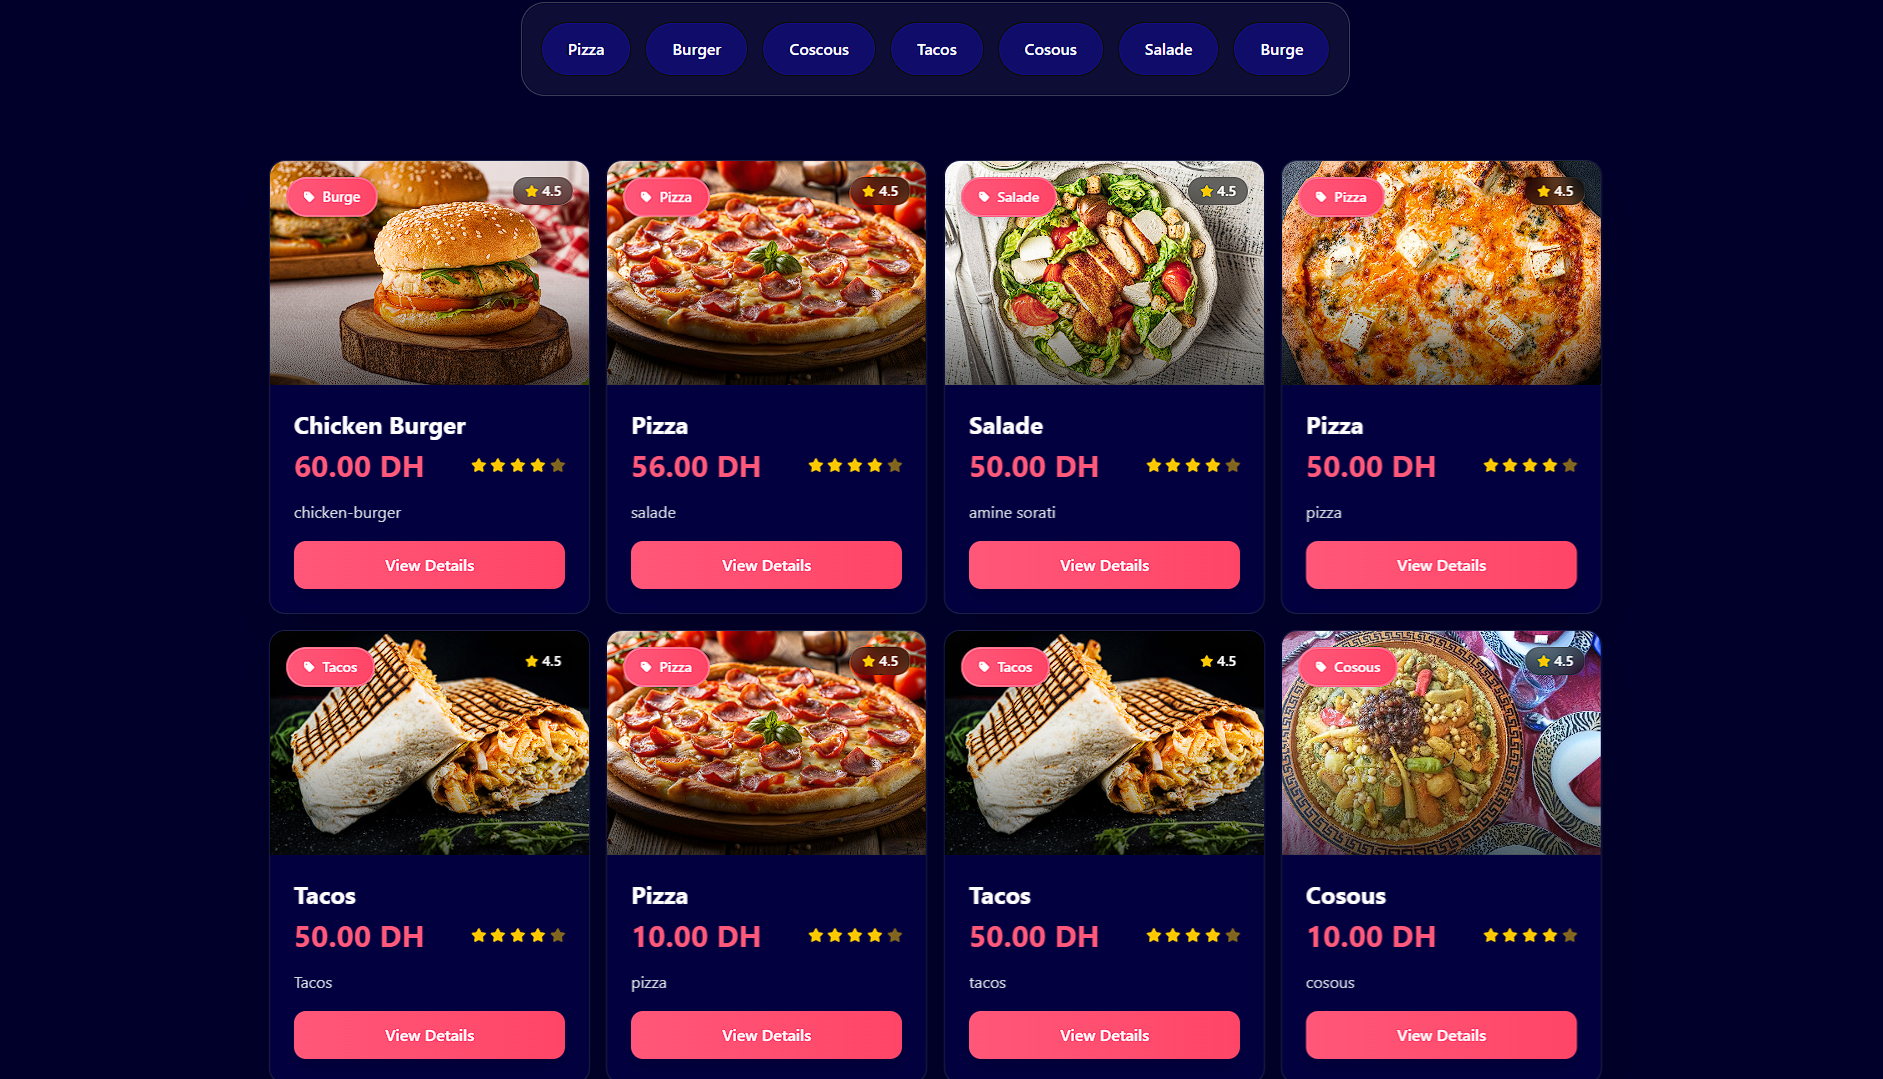 Pizza
Burger
Coscous
Tacos
Cosous
Salade
Burge
Burge
4.5
Chicken Burger
60.00 DH
chicken-burger
View Details
Pizza
4.5
Pizza
56.00 DH
salade
View Details
Salade
4.5
Salade
50.00 DH
amine sorati
View Details
Pizza
4.5
Pizza
50.00 DH
pizza
View Details
Tacos
4.5
Tacos
50.00 DH
Tacos
View Details
Pizza
4.5
Pizza
10.00 DH
pizza
View Details
Tacos
4.5
Tacos
50.00 DH
tacos
View Details
Cosous
4.5
Cosous
10.00 DH
cosous
View Details